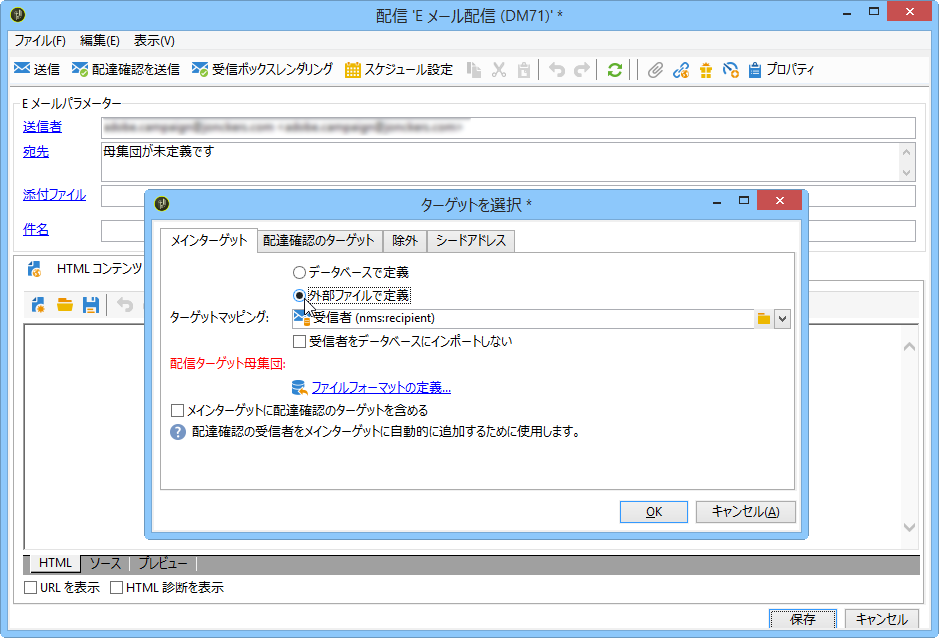 配信 'E メール配信 (DM71)' *
ファイル(F) 編集(E) 表示(V)
送信 配達確認を送信 受信ボックスレンダリング スケジュール設定 プロパティ
E メールパラメーター
送信者
宛先 母集団が未定義です
添付ファイル
件名
HTML コンテンツ
ターゲットを選択 *
メインターゲット 配達確認のターゲット 除外 シードアドレス
データベースで定義
外部ファイルで定義
ターゲットマッピング: 受信者 (nms:recipient)
受信者をデータベースにインポートしない
配信ターゲット母集団:
ファイルフォーマットの定義...
メインターゲットに配達確認のターゲットを含める
? 配達確認の受信者をメインターゲットに自動的に追加するために使用します。
OK キャンセル(A)
HTML ソース プレビュー
URL を表示 HTML 診断を表示
保存 キャンセル